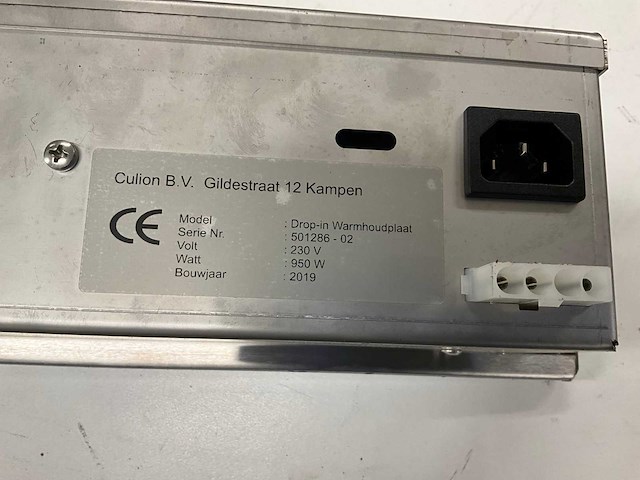 Culion B.V. Gildestraat 12 Kampen
CE
Model : Drop-in Warmhoudplaat
Serie Nr. : 501286 - 02
Volt : 230 V
Watt : 950 W
Bouwjaar : 2019